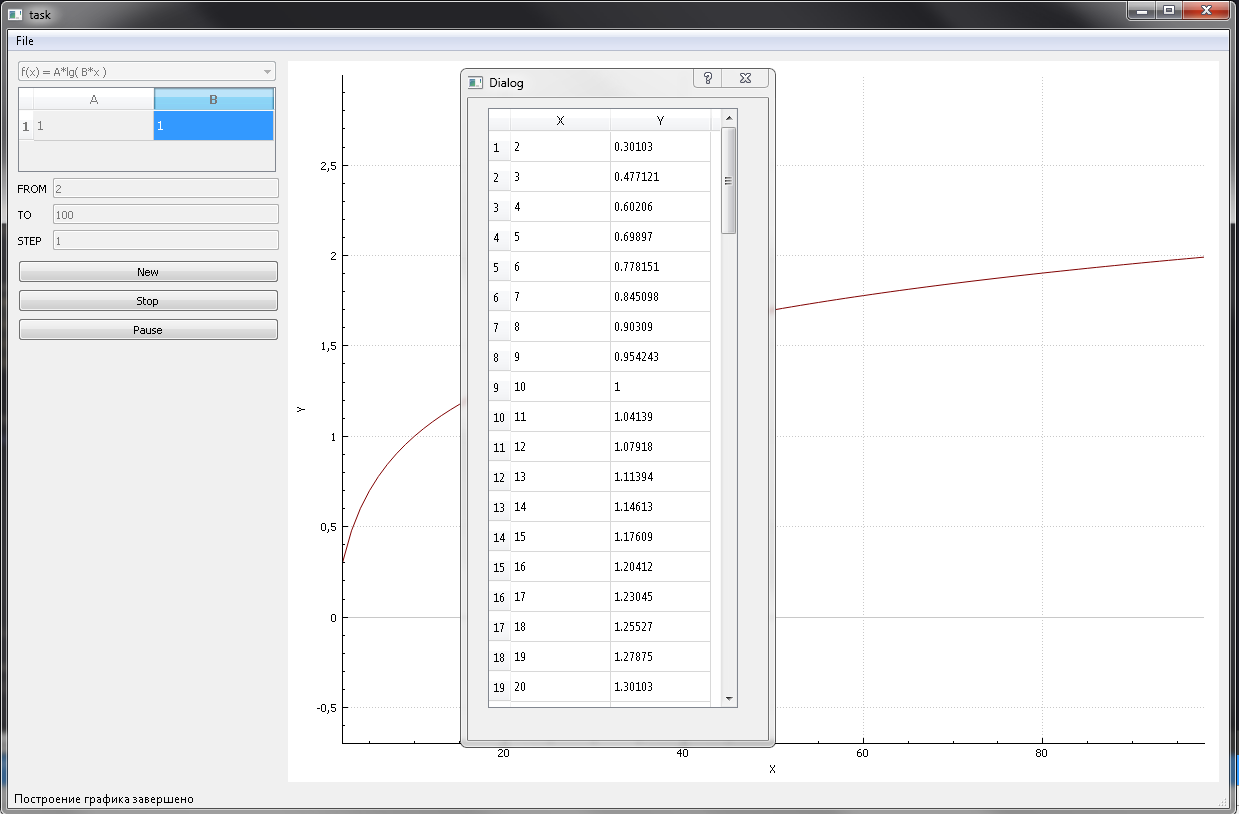 task
File
f(x) = A*lg( B*x )
A B
1 1 1
FROM 2
TO 100
STEP 1
New
Stop
Pause
Dialog
X Y
1 2 0.30103
2 3 0.477121
3 4 0.60206
4 5 0.69897
5 6 0.778151
6 7 0.845098
7 8 0.90309
8 9 0.954243
9 10 1
10 11 1.04139
11 12 1.07918
12 13 1.11394
13 14 1.14613
14 15 1.17609
15 16 1.20412
16 17 1.23045
17 18 1.25527
18 19 1.27875
19 20 1.30103
2,5
2
1,5
Y
1
0,5
0
-0,5
20 40 60 80
X
Построение графика завершено